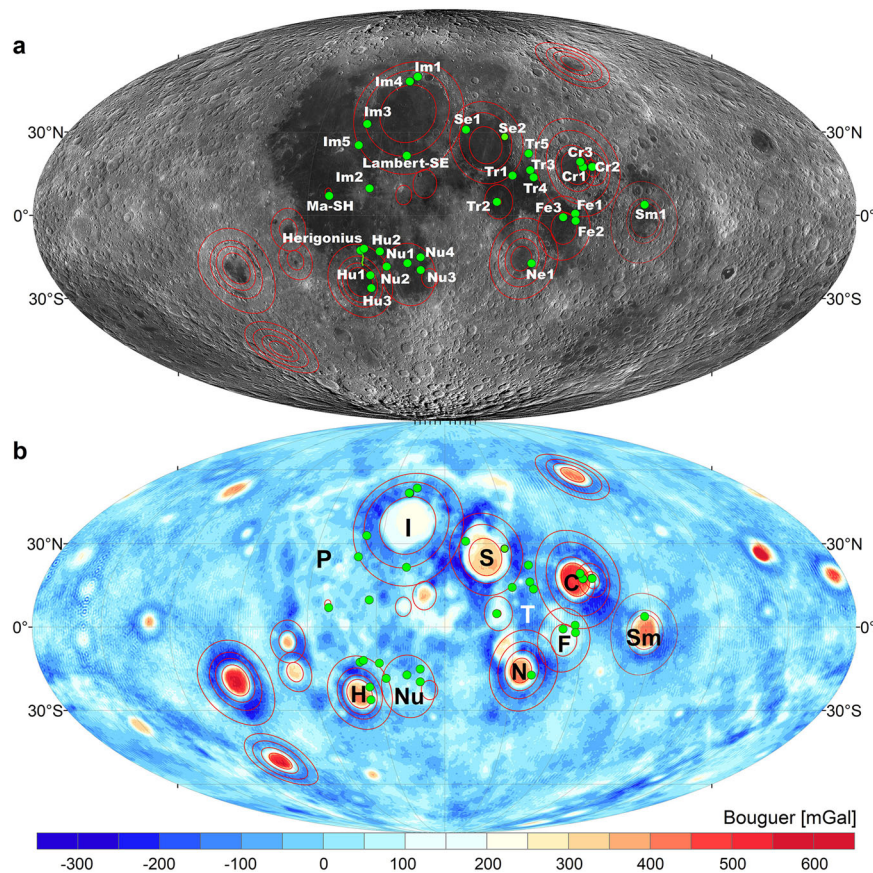 a
Im1
Im4
Im3
Se1
Se2
30°N
30°N
Im5
Tr5
Cr3
Lambert-SE
Tr3
Cr2
Tr1
Cr1
Im2
Tr4
Ma-SH
Tr2
Fe1
Fe3
Sm1
0°
0°
Herigonius
Hu2
Fe2
Nu1
Nu4
Hu1
Nu2
Nu3
Ne1
Hu3
30°S
30°S
b
I
30°N
30°N
P
S
C
T
0°
0°
F
Sm
N
H
Nu
30°S
30°S
Bouguer [mGal]
-300
-200
-100
0
100
200
300
400
500
600